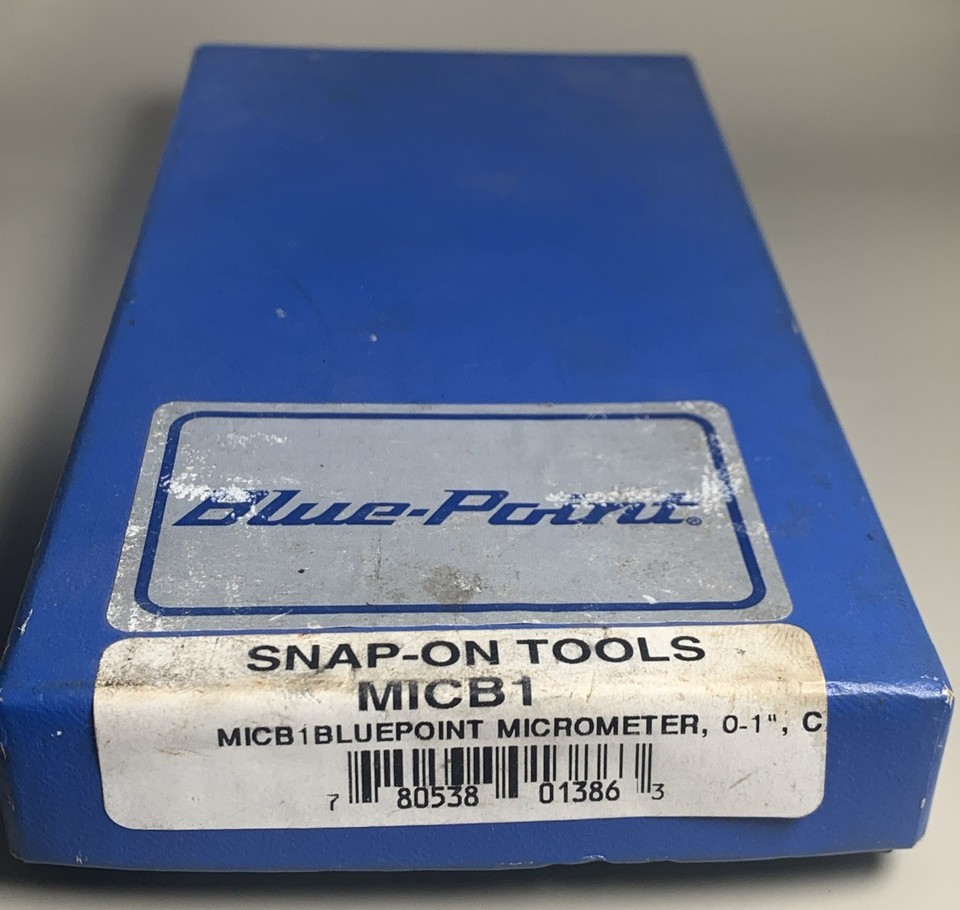 Blue-Point®
SNAP-ON TOOLS
MICB1
MICB1BLUEPOINT MICROMETER, 0-1", C
7 80538 01386 3